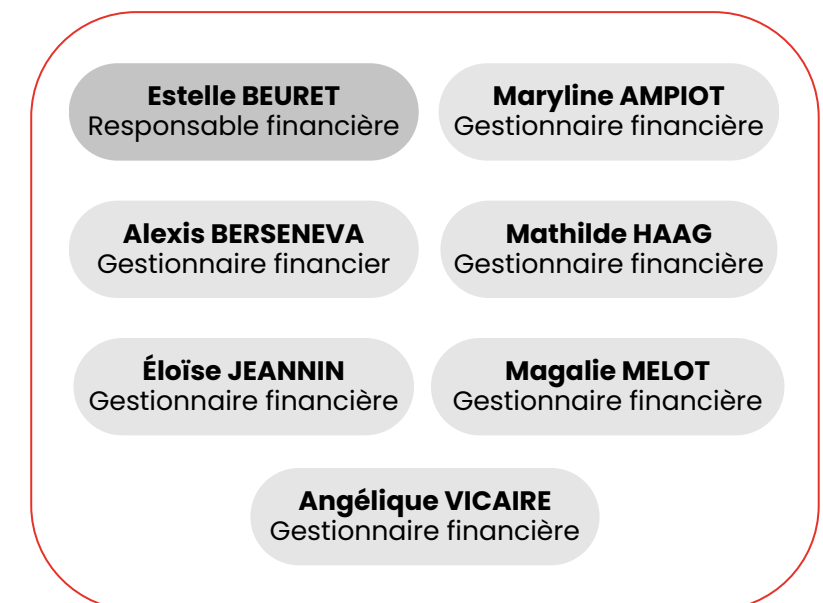 Estelle BEURET
Responsable financière
Maryline AMPIOT
Gestionnaire financière
Alexis BERSENEVA
Gestionnaire financier
Mathilde HAAG
Gestionnaire financière
Éloïse JEANNIN
Gestionnaire financière
Magalie MELOT
Gestionnaire financière
Angélique VICAIRE
Gestionnaire financière